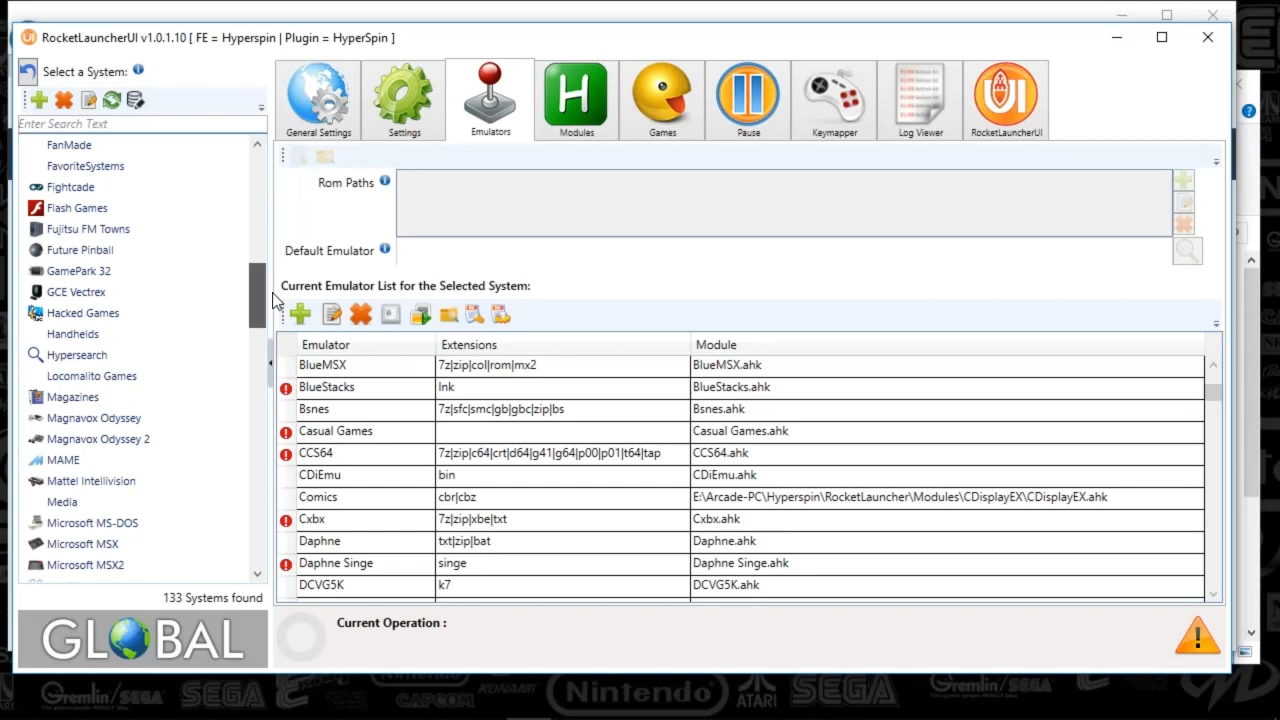 RocketLauncherUI v1.0.1.10 [ FE = Hyperspin | Plugin = HyperSpin ]
Select a System:
Enter Search Text
FanMade
FavoriteSystems
Fightcade
Flash Games
Fujitsu FM Towns
Future Pinball
GamePark 32
GCE Vectrex
Hacked Games
Handhelds
Hypersearch
Locomalito Games
Magazines
Magnavox Odyssey
Magnavox Odyssey 2
MAME
Mattel Intellivision
Media
Microsoft MS-DOS
Microsoft MSX
Microsoft MSX2
133 Systems found
GLOBAL
General Settings
Settings
Emulators
H
Modules
Games
Pause
Keymapper
Log Viewer
UI
RocketLauncherUI
Rom Paths
Default Emulator
Current Emulator List for the Selected System:
Emulator Extensions Module
BlueMSX 7z|zip|col|rom|mx2 BlueMSX.ahk
BlueStacks lnk BlueStacks.ahk
Bsnes 7z|sfc|smc|gb|gbc|zip|bs Bsnes.ahk
Casual Games Casual Games.ahk
CCS64 7z|zip|c64|crt|d64|g41|g64|p00|p01|t64|tap CCS64.ahk
CDiEmu bin CDiEmu.ahk
Comics cbr|cbz E:\Arcade-PC\Hyperspin\RocketLauncher\Modules\CDisplayEX\CDisplayEX.ahk
Cxbx 7z|zip|xbe|txt Cxbx.ahk
Daphne txt|zip|bat Daphne.ahk
Daphne Singe singe Daphne Singe.ahk
DCVG5K k7 DCVG5K.ahk
Current Operation :
Gremlin/SEGA SEGA CAPCOM KONAMI Nintendo ATARI SEGA Gremlin/SEGA